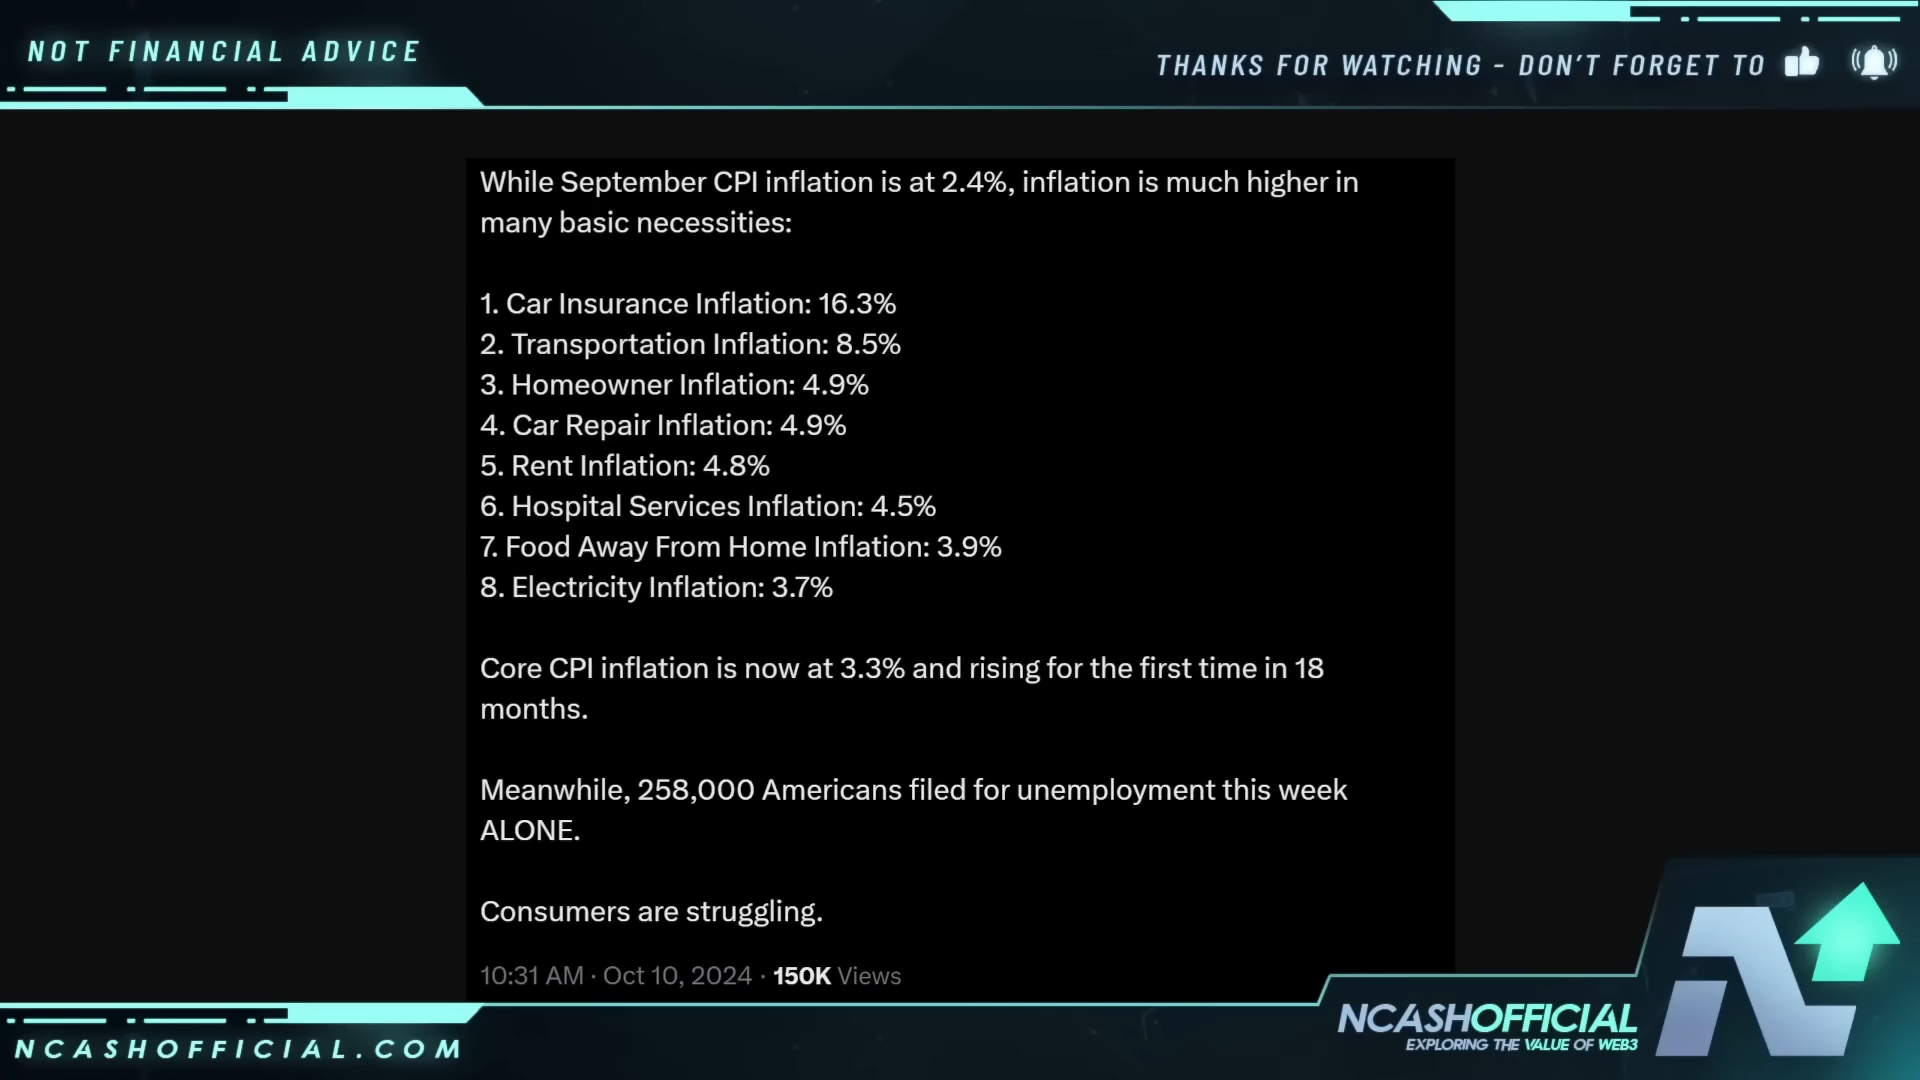 NOT FINANCIAL ADVICE
THANKS FOR WATCHING - DON'T FORGET TO
While September CPI inflation is at 2.4%, inflation is much higher in
many basic necessities:
1. Car Insurance Inflation: 16.3%
2. Transportation Inflation: 8.5%
3. Homeowner Inflation: 4.9%
4. Car Repair Inflation: 4.9%
5. Rent Inflation: 4.8%
6. Hospital Services Inflation: 4.5%
7. Food Away From Home Inflation: 3.9%
8. Electricity Inflation: 3.7%
Core CPI inflation is now at 3.3% and rising for the first time in 18
months.
Meanwhile, 258,000 Americans filed for unemployment this week
ALONE.
Consumers are struggling.
10:31 AM · Oct 10, 2024 · 150K Views
NCASHOFFICIAL.COM
NCASHOFFICIAL
EXPLORING THE VALUE OF WEB3